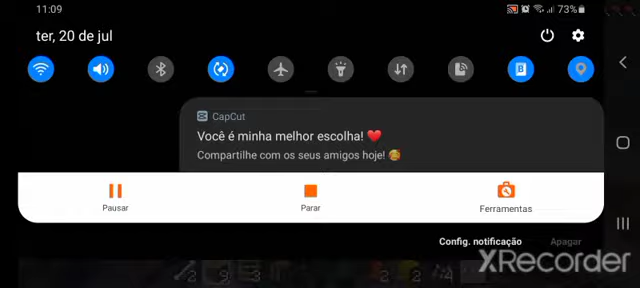 11:09
73%
ter, 20 de jul
CapCut
Você é minha melhor escolha! ❤️
Compartilhe com os seus amigos hoje! 🥰
Pausar
Parar
Ferramentas
Config. notificação
Apagar
XRecorder